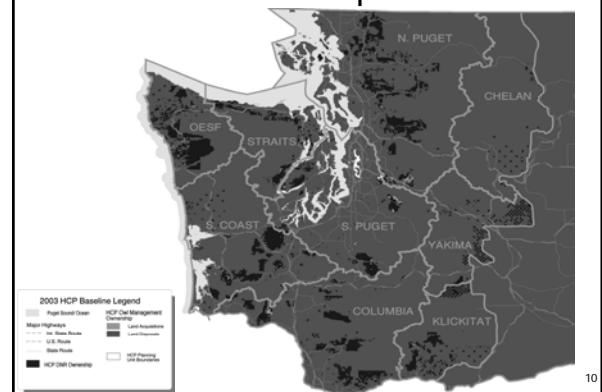 N. PUGET
CHELAN
OESF
STRAITS
S. COAST
S. PUGET
YAKIMA
COLUMBIA
KLICKITAT
2003 HCP Baseline Legend
Puget Sound/ Ocean
Major Highways
Int. State Route
U.S. Route
State Route
HCP DNR Ownership
HCP Owl Management
Ownership
Land Acquisitions
Land Disposals
HCP Planning
Unit Boundaries
10